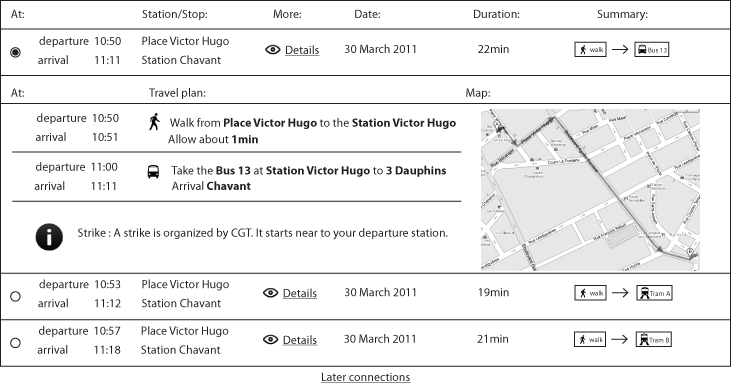 At: Station/Stop: More: Date: Duration: Summary:
departure 10:50 Place Victor Hugo Details 30 March 2011 22min walk Bus 13
arrival 11:11 Station Chavant
At: Travel plan: Map:
departure 10:50 Walk from Place Victor Hugo to the Station Victor Hugo
arrival 10:51 Allow about 1min
departure 11:00 Take the Bus 13 at Station Victor Hugo to 3 Dauphins
arrival 11:11 Arrival Chavant
Strike : A strike is organized by CGT. It starts near to your departure station.
Cours La Fontaine
departure 10:53 Place Victor Hugo Details 30 March 2011 19min walk Tram A
arrival 11:12 Station Chavant
departure 10:57 Place Victor Hugo Details 30 March 2011 21min walk Tram B
arrival 11:18 Station Chavant
Later connections